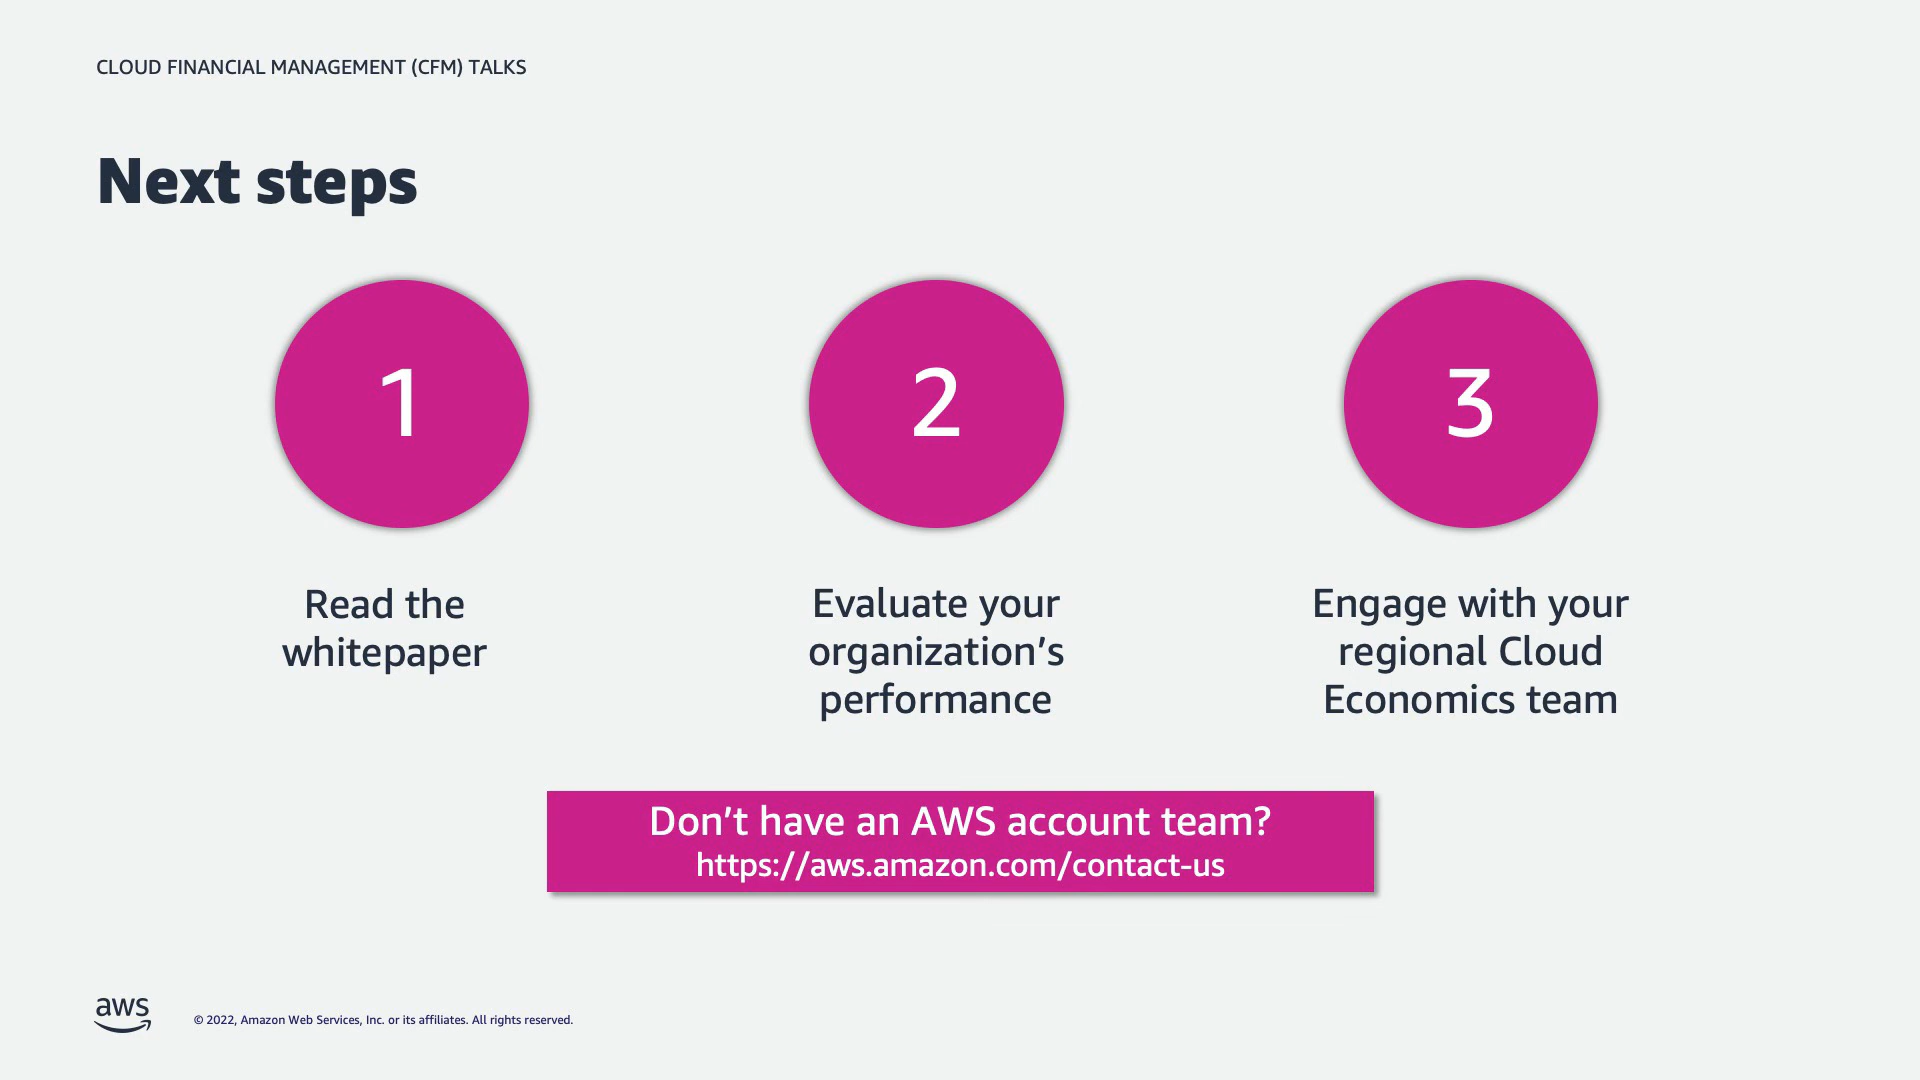 CLOUD FINANCIAL MANAGEMENT (CFM) TALKS
Next steps
1
2
3
Read the
whitepaper
Evaluate your
organization’s
performance
Engage with your
regional Cloud
Economics team
Don’t have an AWS account team?
https://aws.amazon.com/contact-us
aws
© 2022, Amazon Web Services, Inc. or its affiliates. All rights reserved.